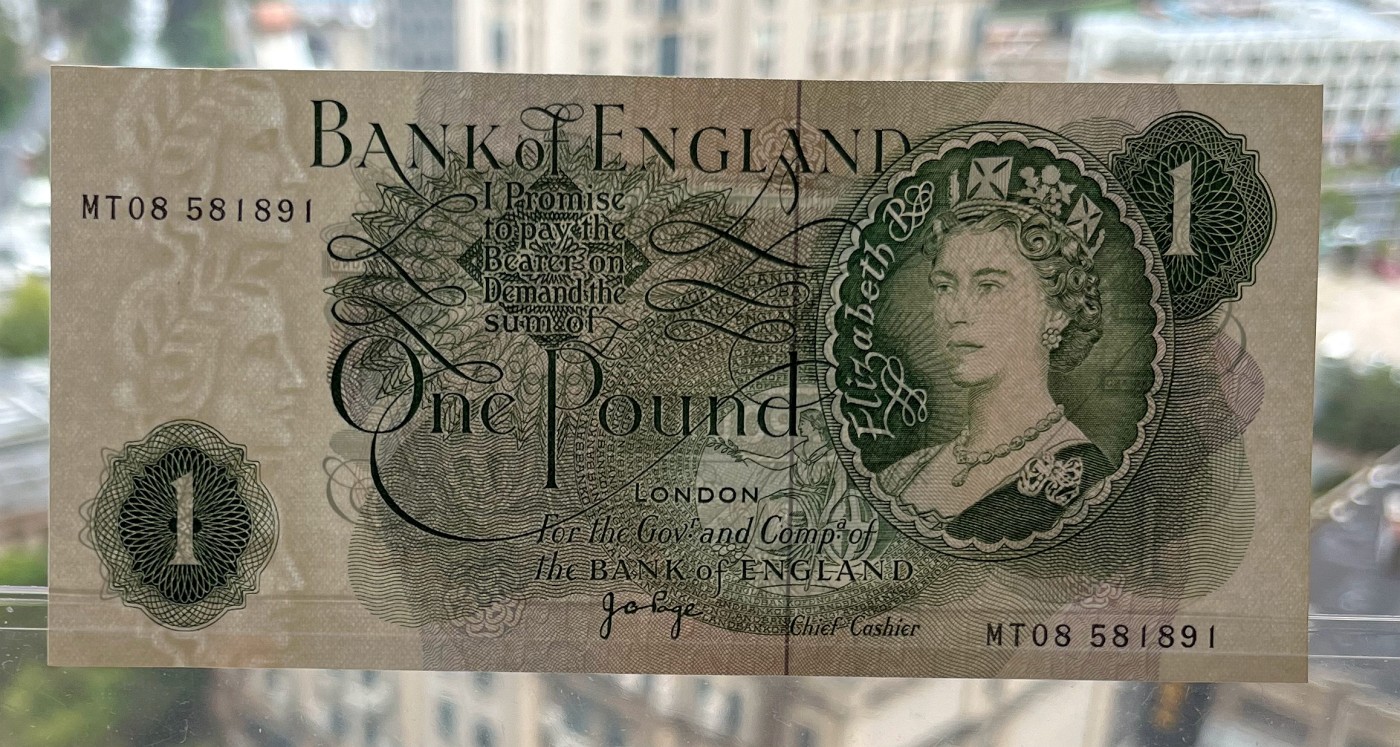 BANK of ENGLAND
1
MT08 581891
I Promise
to pay the
Bearer on
Demand the
sum of
One Pound
Elizabeth R
LONDON
For the Govr. and Compa. of
the BANK of ENGLAND
J B Page
Chief Cashier
1
MT08 581891